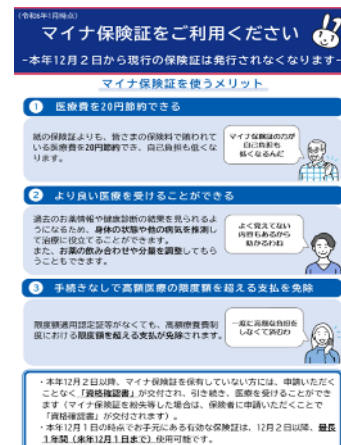 (令和6年1月時点)
マイナ保険証をご利用ください
-本年12月2日から現行の保険証は発行されなくなります-
マイナ保険証を使うメリット
1 医療費を20円節約できる
紙の保険証よりも、皆さまの保険料で賄われて
いる医療費を20円節約でき、自己負担も低くな
ります。
マイナ保険証の方が
自己負担も
低くなるんだ
2 より良い医療を受けることができる
過去のお薬情報や健康診断の結果を見られるよ
うになるため、身体の状態や他の病気を推測し
て治療に役立てることができます。
また、お薬の飲み合わせや分量を調整してもら
うこともできます。
よく覚えてない
内容もあるから
助かるわね
3 手続きなしで高額医療の限度額を超える支払を免除
限度額適用認定証等がなくても、高額療養費制
度における限度額を超える支払が免除されます。
一度に高額な負担を
しなくて済むわ
・本年12月2日以降、マイナ保険証を保有していない方には、申請いただく
ことなく「資格確認書」が交付され、引き続き、医療を受けることができ
ます（マイナ保険証を紛失等した場合は、保険者に申請いただくことで
「資格確認書」が交付されます）。
・本年12月1日の時点でお手元にある有効な保険証は、12月2日以降、最長
1年間（来年12月1日まで）使用可能です。